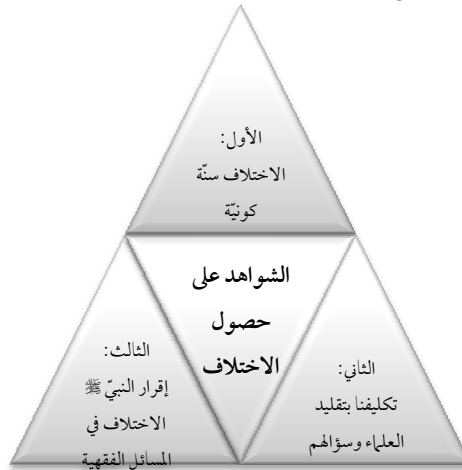 الأول:
الاختلاف سنّة
كونيّة
الشواهد على
حصول
الاختلاف
الثاني:
تكليفنا بتقليد
العلماء وسؤالهم
الثالث:
إقرار النبيّ ﷺ
الاختلاف في
المسائل الفقهية